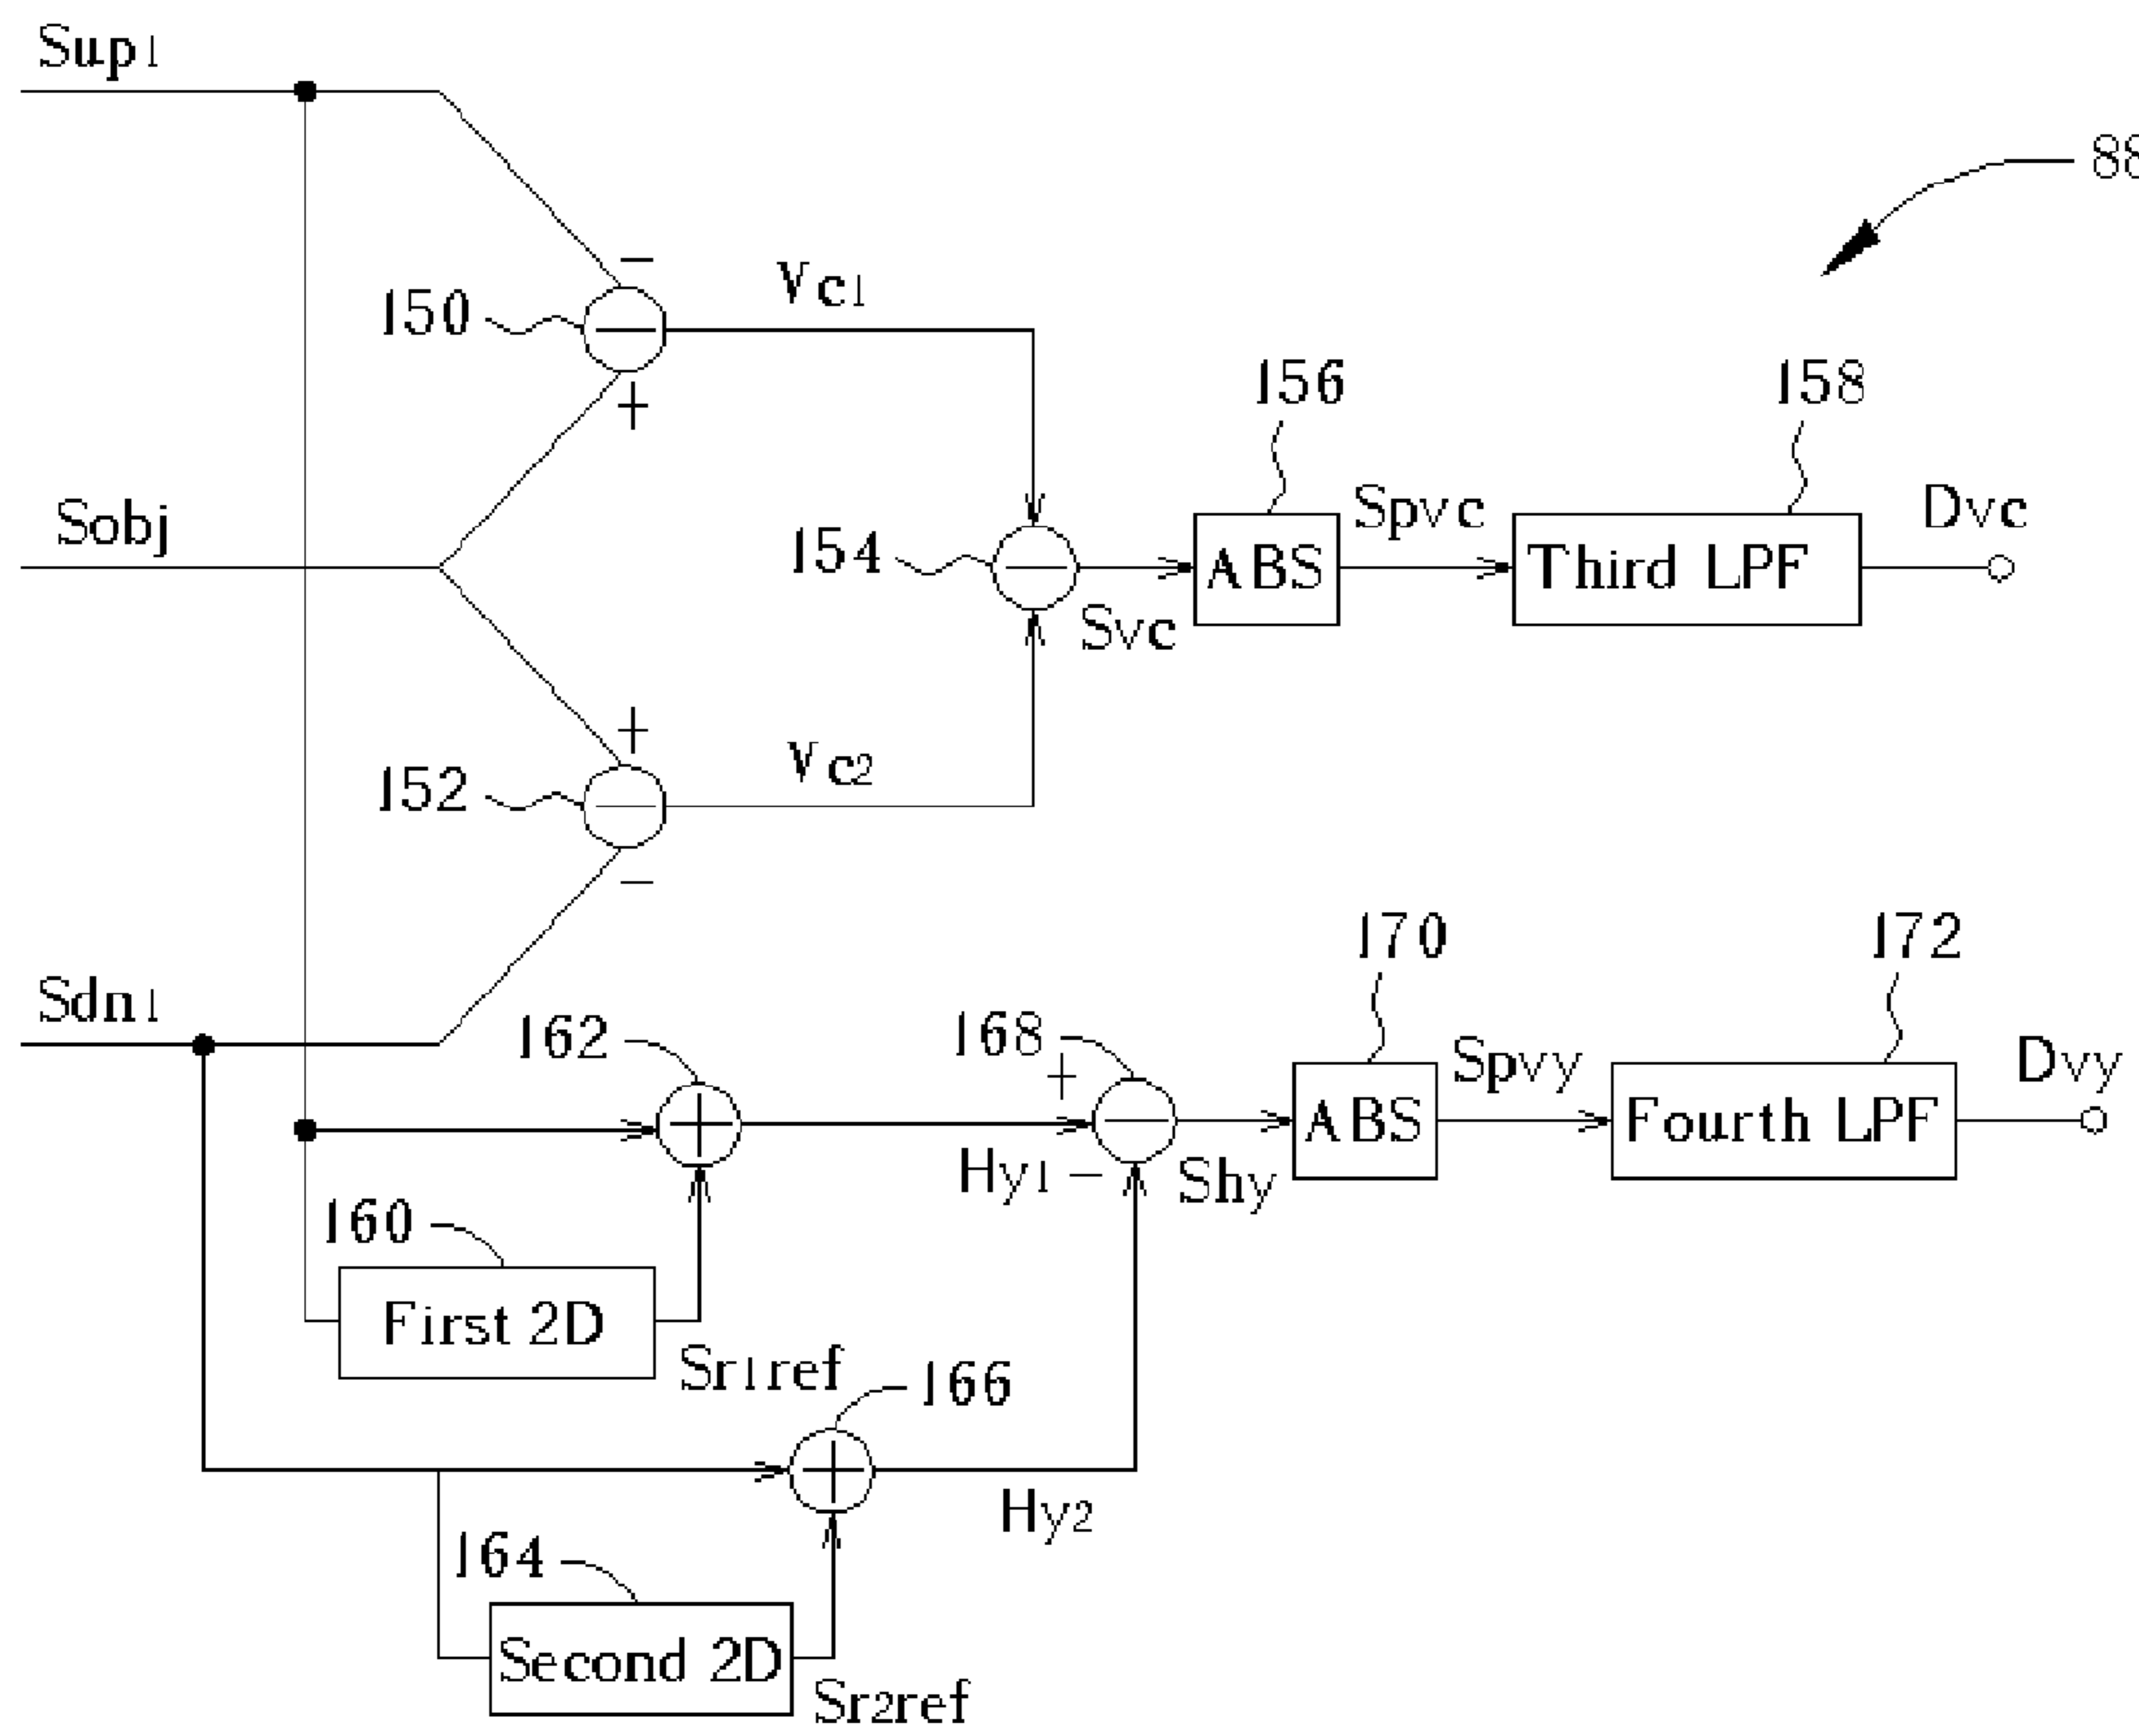 Sup1
88
−
150
Vc1
+
156
158
Sobj
154
Spvc
Dvc
−
ABS
Third LPF
Svc
+
152
Vc2
−
170
172
Sdn1
162
168
+
Spvy
Dvy
+
−
ABS
Fourth LPF
Hy1
−
Shy
160
First 2D
Sr1ref
166
+
Hy2
164
Second 2D
Sr2ref